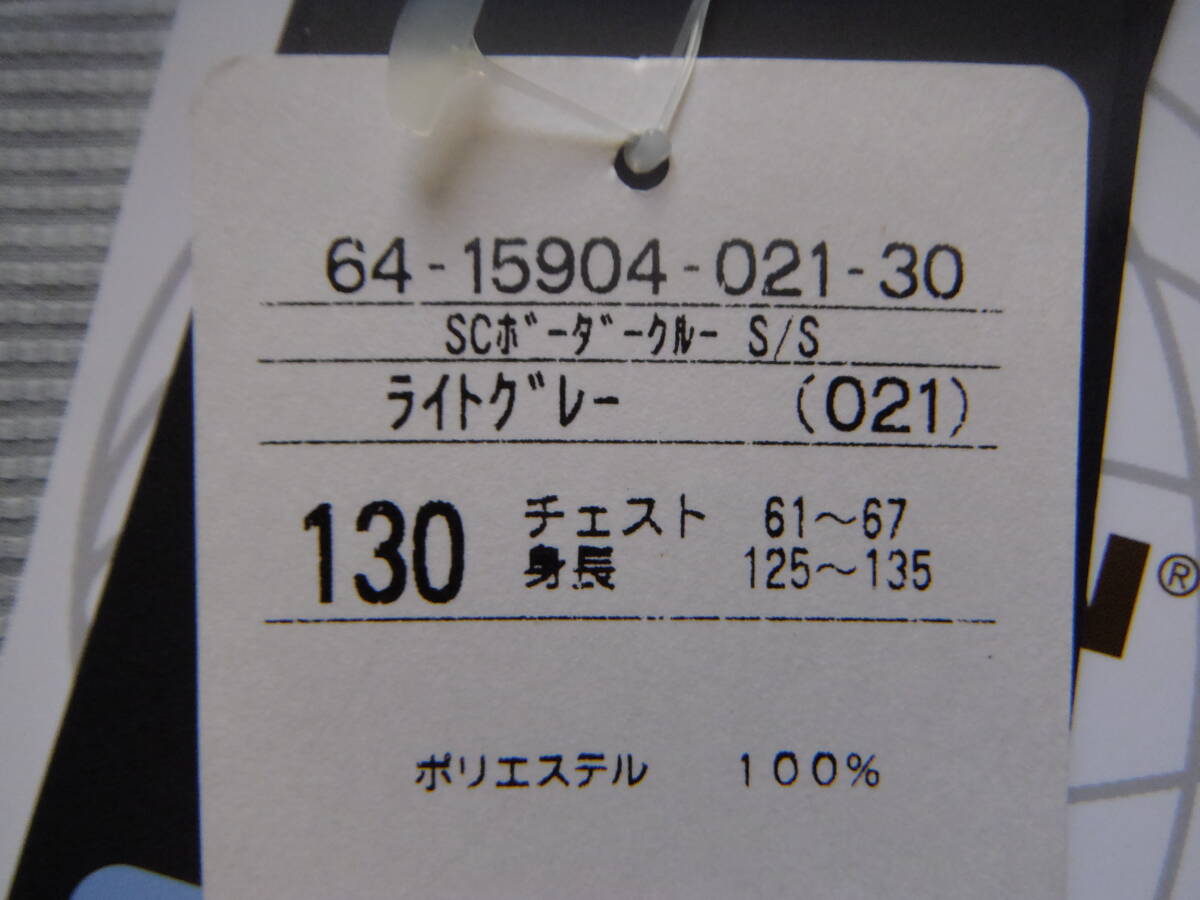 64-15904-021-30
SCﾎﾞｰﾀﾞｰｸﾙｰ S/S
ライトグレー (021)
130 チェスト 61～67
身長 125～135
®
ポリエステル 100%